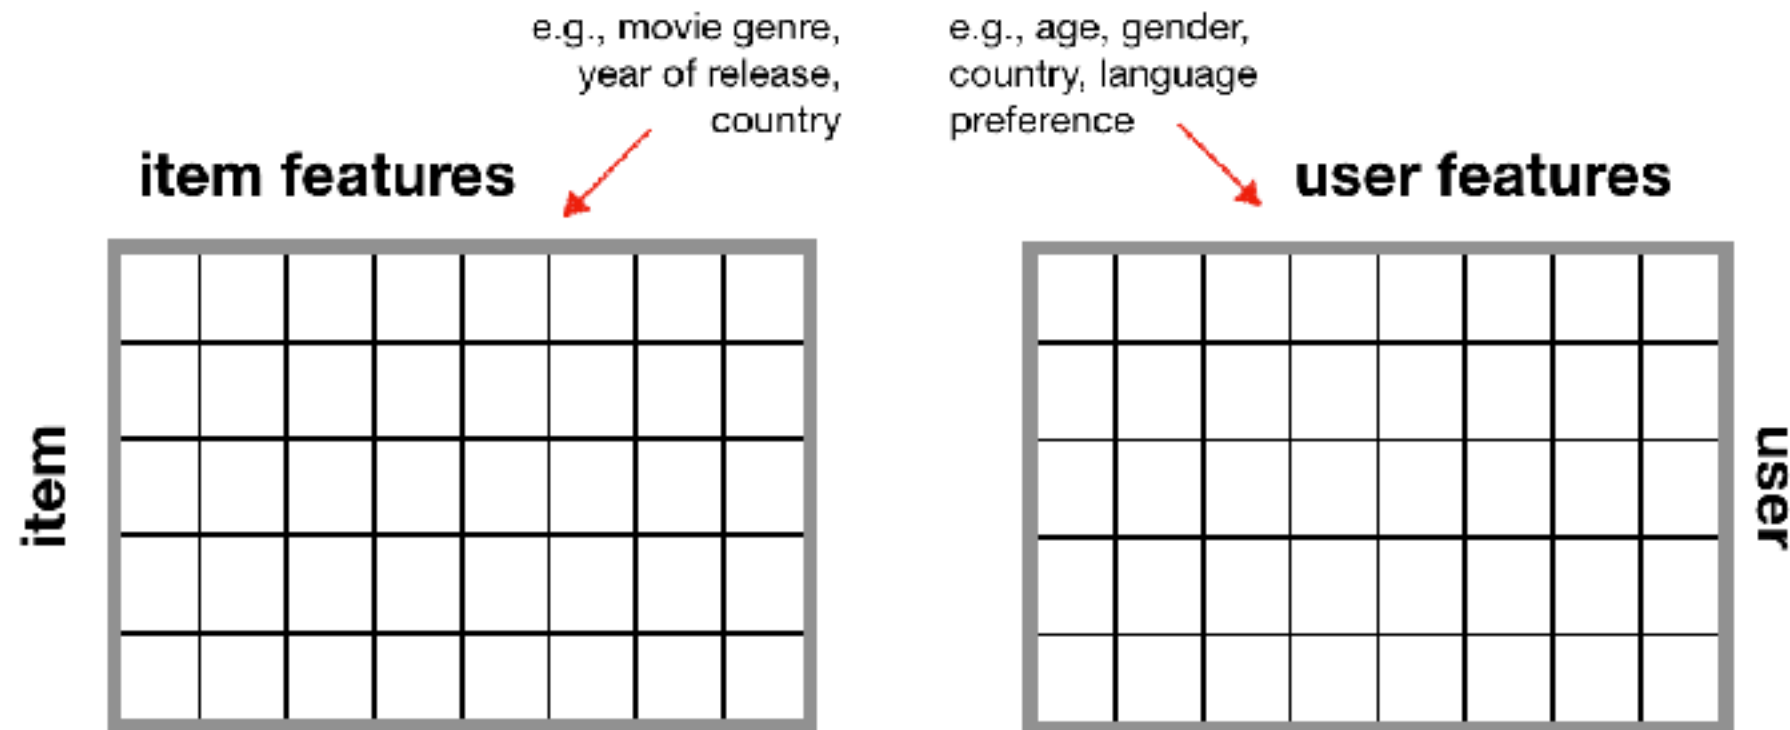 e.g., movie genre,
year of release,
country
e.g., age, gender,
country, language
preference
item features
user features
item
user